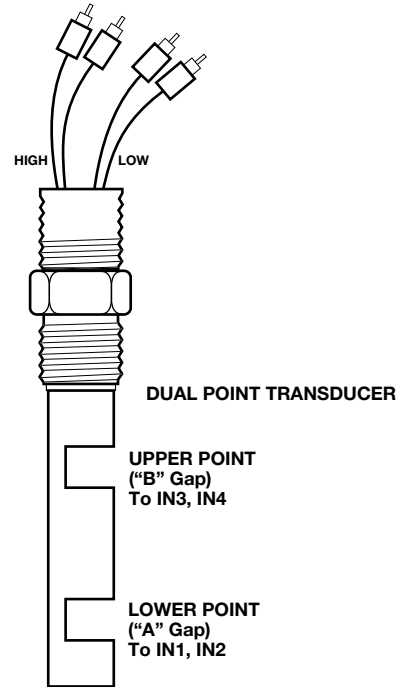 HIGH
LOW
DUAL POINT TRANSDUCER
UPPER POINT
(“B” Gap)
To IN3, IN4
LOWER POINT
(“A” Gap)
To IN1, IN2